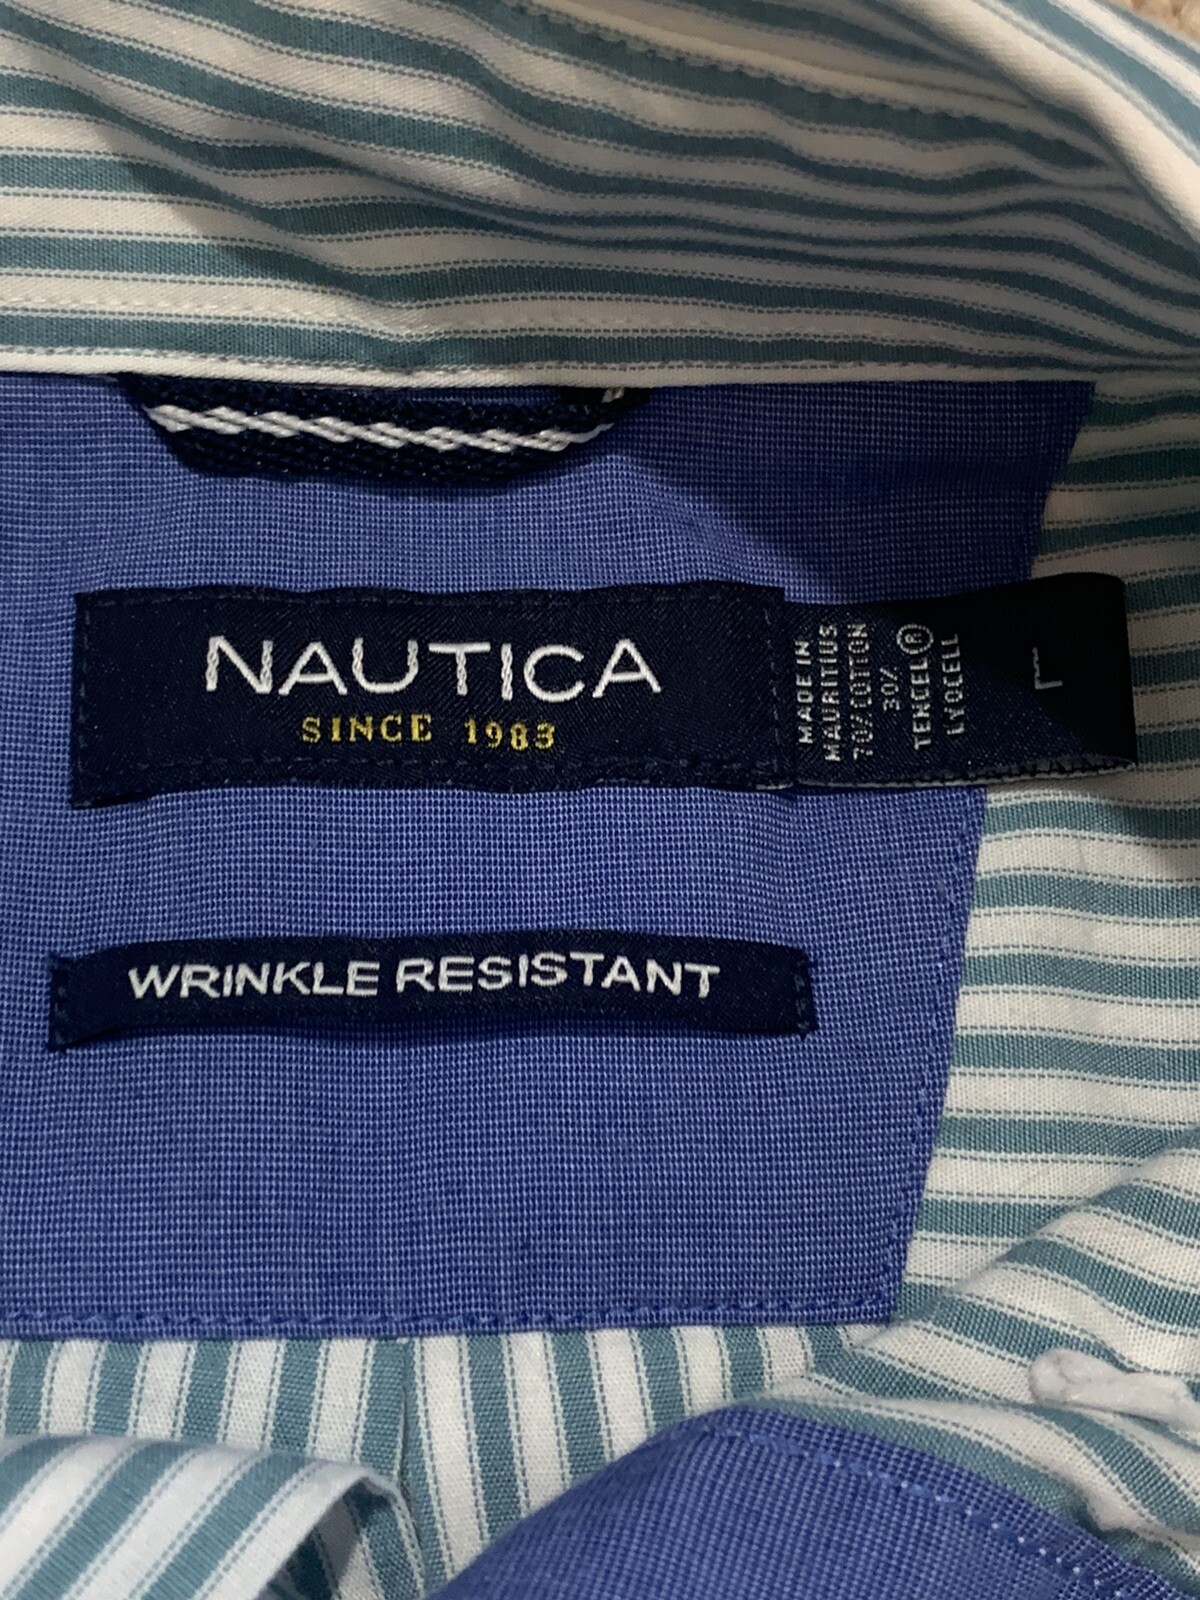 NAUTICA
SINCE 1983
MADE IN
MAURITIUS
70% COTTON
30%
TENCEL®
LYOCELL
L
WRINKLE RESISTANT